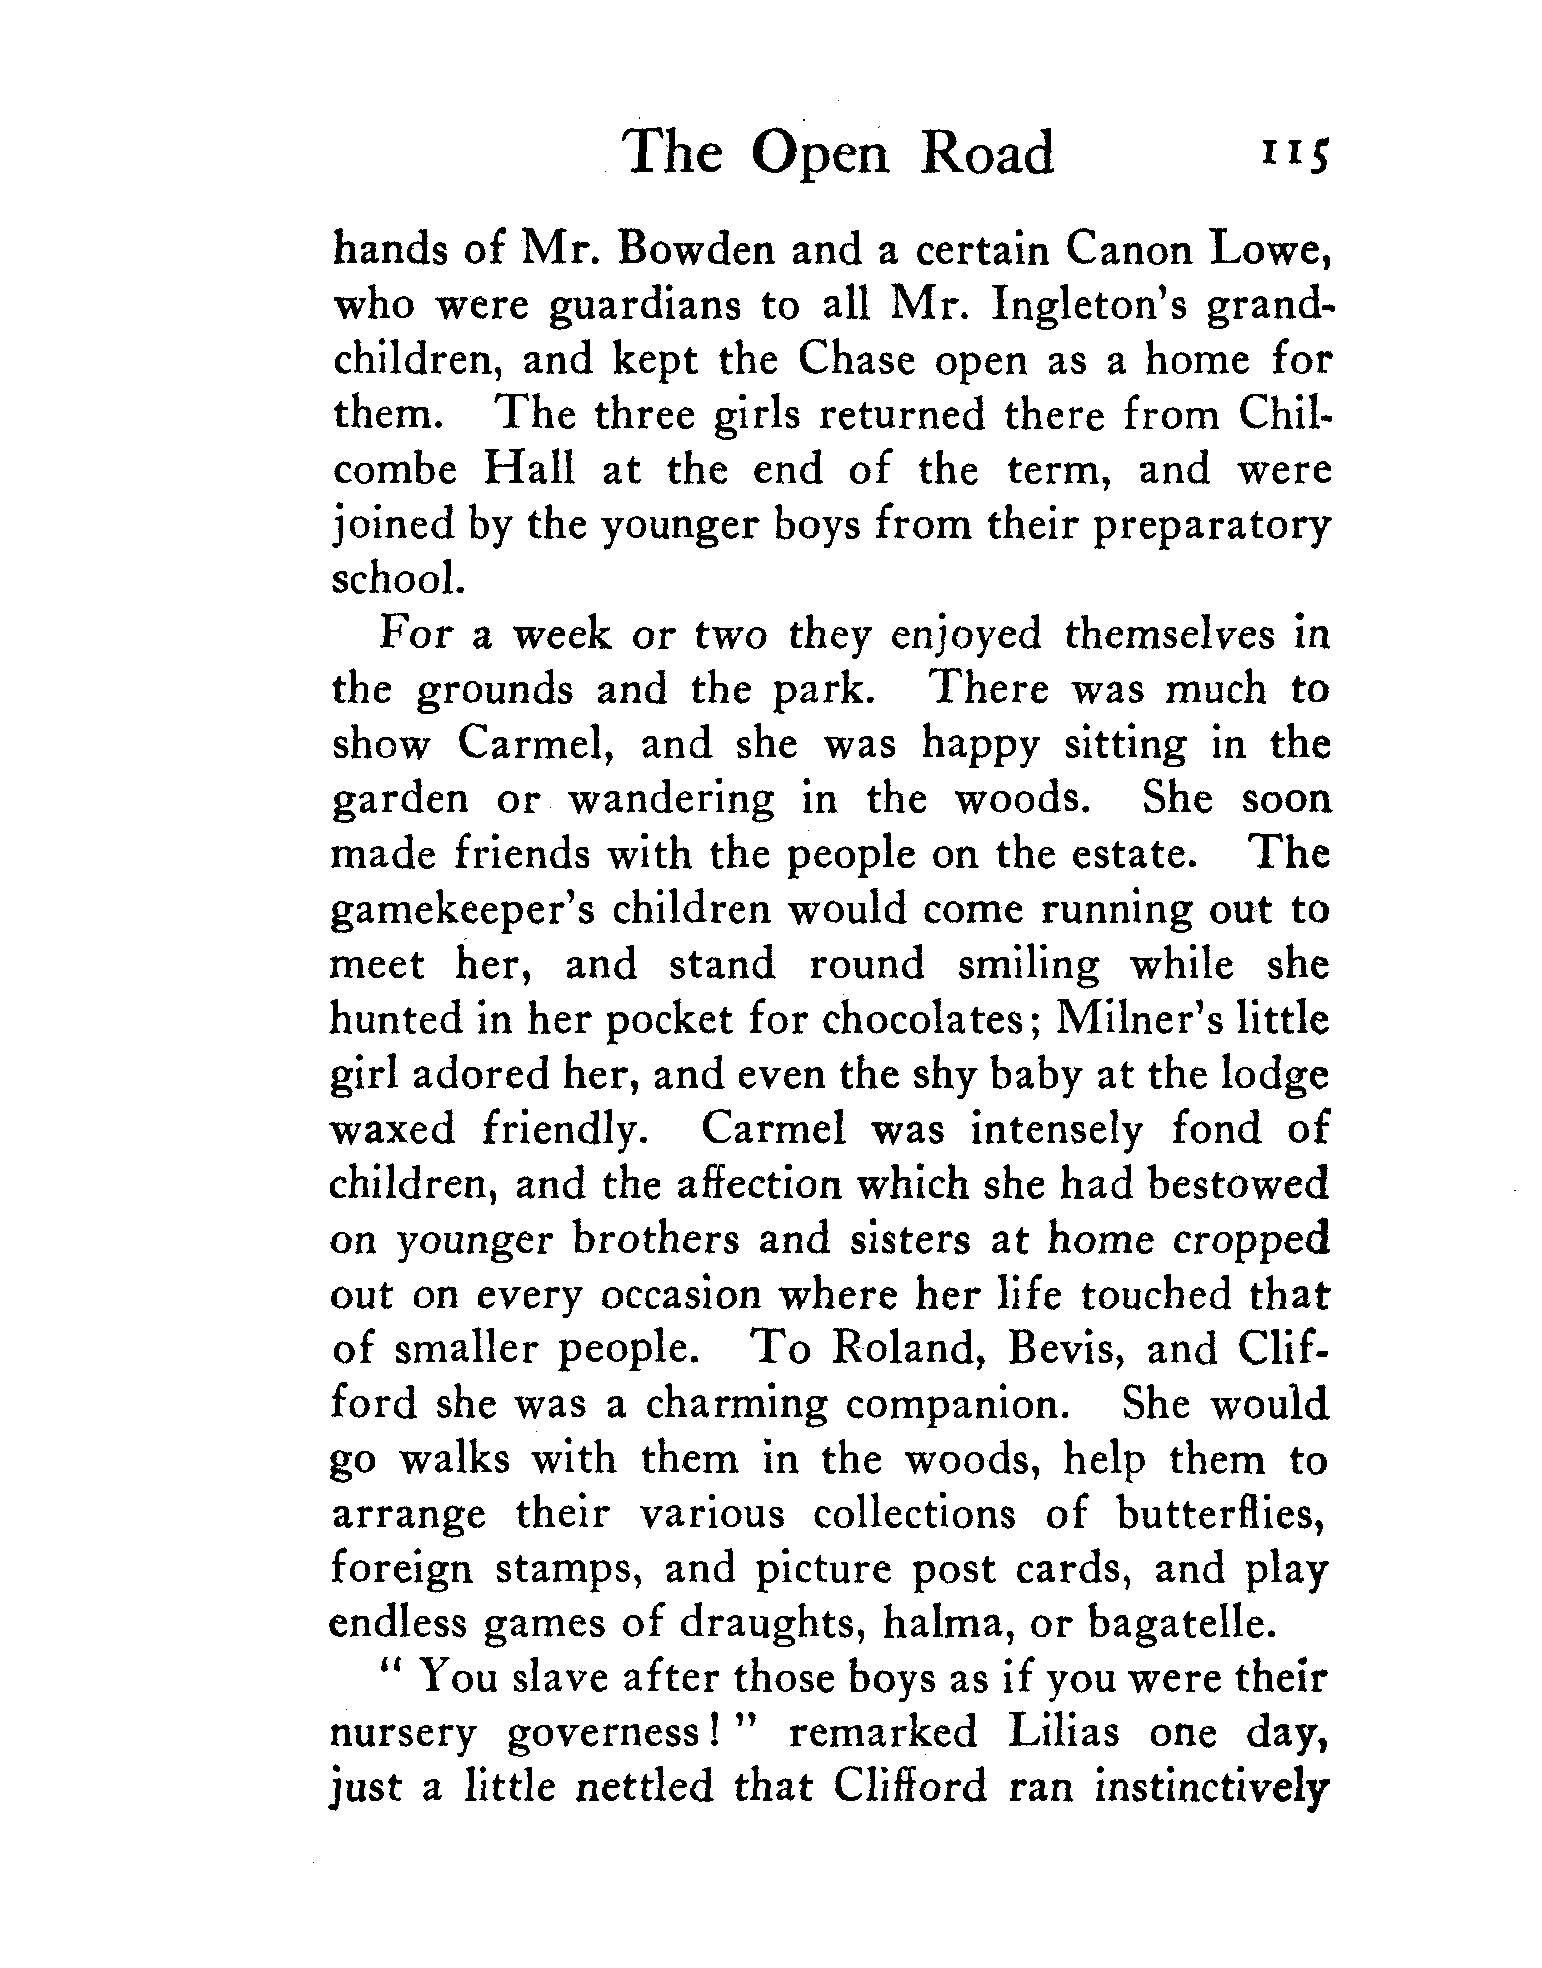 The Open Road 115
hands of Mr. Bowden and a certain Canon Lowe,
who were guardians to all Mr. Ingleton's grand-
children, and kept the Chase open as a home for
them. The three girls returned there from Chil-
combe Hall at the end of the term, and were
joined by the younger boys from their preparatory
school.
For a week or two they enjoyed themselves in
the grounds and the park. There was much to
show Carmel, and she was happy sitting in the
garden or wandering in the woods. She soon
made friends with the people on the estate. The
gamekeeper's children would come running out to
meet her, and stand round smiling while she
hunted in her pocket for chocolates; Milner's little
girl adored her, and even the shy baby at the lodge
waxed friendly. Carmel was intensely fond of
children, and the affection which she had bestowed
on younger brothers and sisters at home cropped
out on every occasion where her life touched that
of smaller people. To Roland, Bevis, and Clif-
ford she was a charming companion. She would
go walks with them in the woods, help them to
arrange their various collections of butterflies,
foreign stamps, and picture post cards, and play
endless games of draughts, halma, or bagatelle.
"You slave after those boys as if you were their
nursery governess!" remarked Lilias one day,
just a little nettled that Clifford ran instinctively